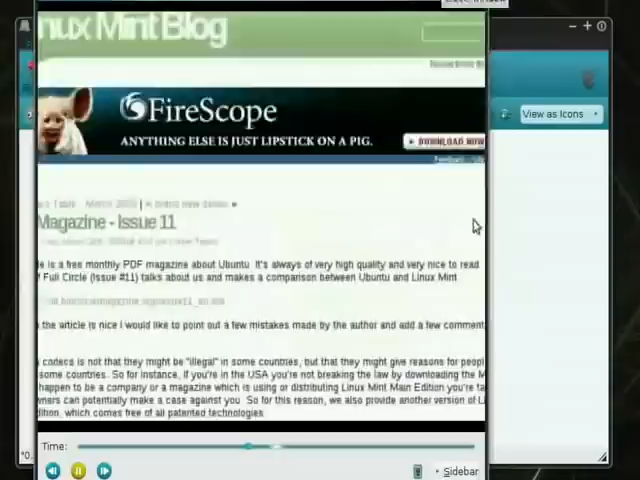 nux Mint Blog
FireScope
ANYTHING ELSE IS JUST LIPSTICK ON A PIG.
DOWNLOAD NOW
View as Icons
Magazine - Issue 11
le is a free monthly PDF magazine about Ubuntu. It's always of very high quality and very nice to read
f Full Circle (Issue #11) talks about us and makes a comparison between Ubuntu and Linux Mint
the article is nice I would like to point out a few mistakes made by the author and add a few comment
codecs is not that they might be "illegal" in some countries, but that they might give reasons for peopl
some countries. So for instance, if you're in the USA you're not breaking the law by downloading the M
happen to be a company or a magazine which is using or distributing Linux Mint Main Edition you're ta
wners can potentially make a case against you. So for this reason, we also provide another version of Li
dition, which comes free of all patented technologies
Time:
Sidebar